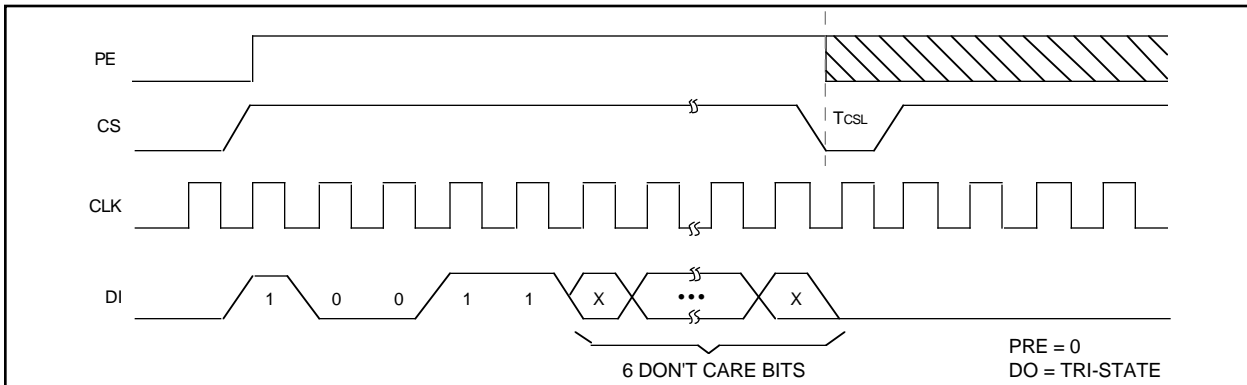 PE
CS
TCSL
CLK
DI
1 0 0 1 1 X ••• X
6 DON'T CARE BITS
PRE = 0
DO = TRI-STATE